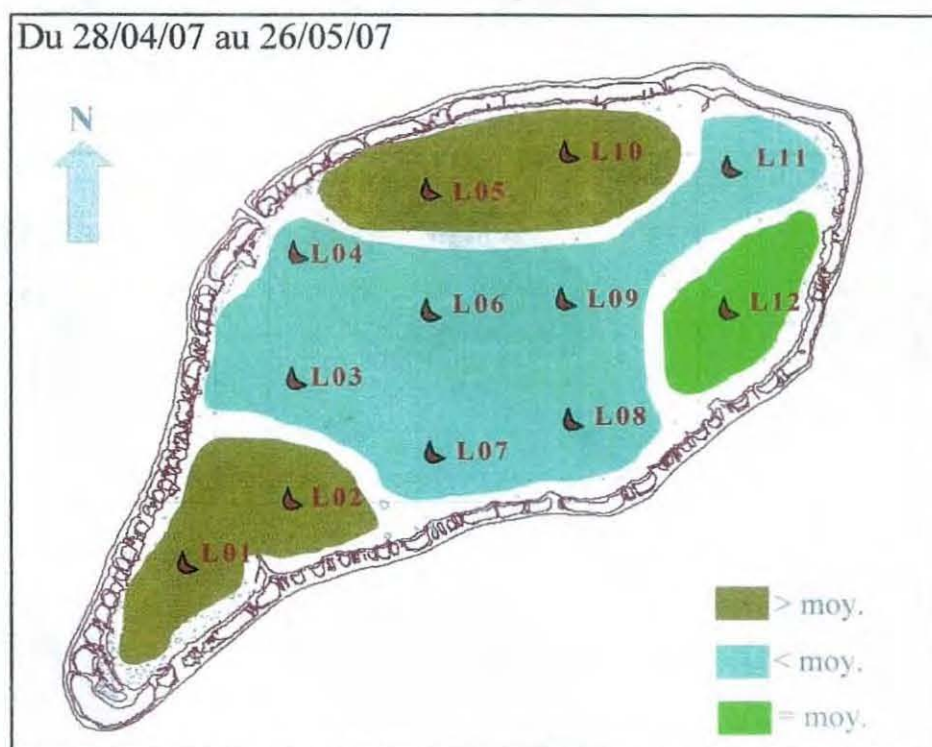 Du 28/04/07 au 26/05/07
N
L10
L11
L05
L04
L06
L09
L12
L03
L08
L07
L02
L01
> moy.
< moy.
= moy.